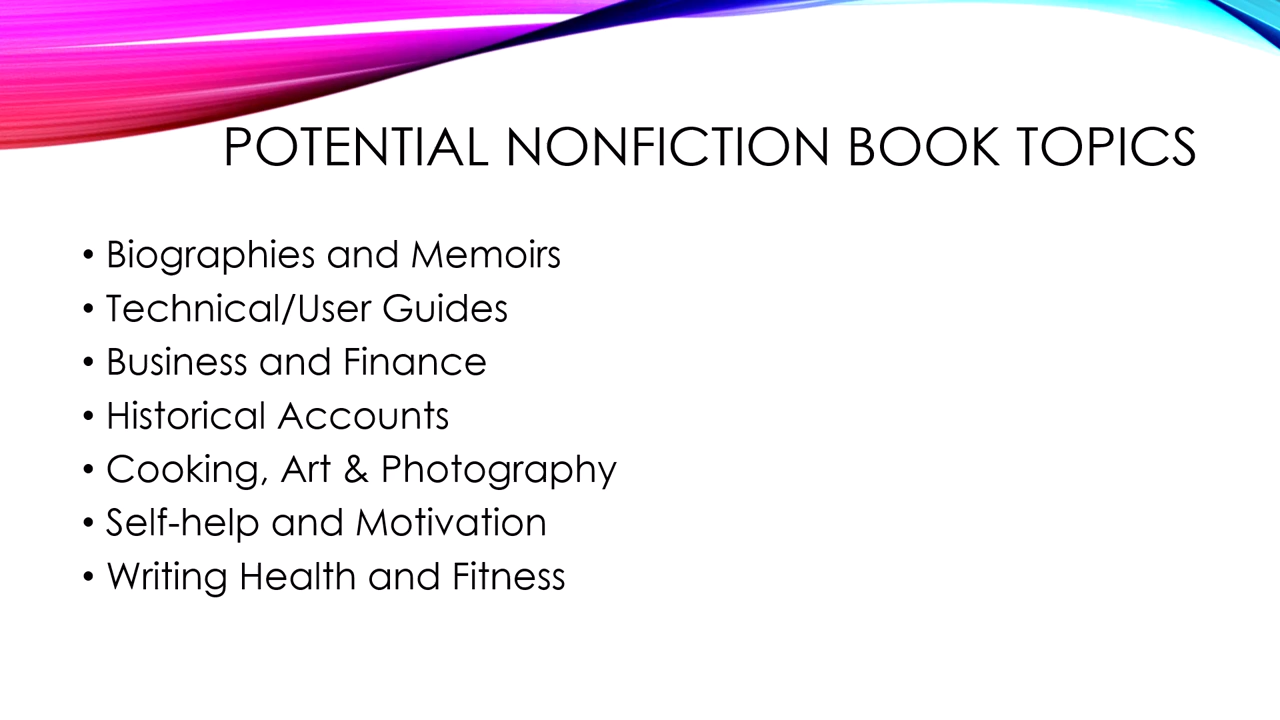 POTENTIAL NONFICTION BOOK TOPICS
• Biographies and Memoirs
• Technical/User Guides
• Business and Finance
• Historical Accounts
• Cooking, Art & Photography
• Self-help and Motivation
• Writing Health and Fitness